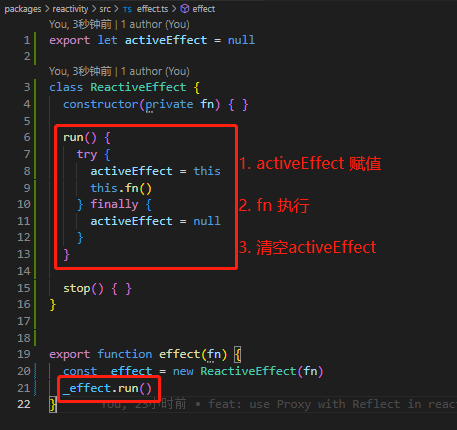 packages > reactivity > src > TS effect.ts > effect
You, 3秒钟前 | 1 author (You)
1 export let activeEffect = null
2
You, 3秒钟前 | 1 author (You)
3 class ReactiveEffect {
4 constructor(private fn) { }
5
6 run() {
7 try {
8 activeEffect = this
1. activeEffect 赋值
9 this.fn()
10 } finally {
2. fn 执行
11 activeEffect = null
12 }
3. 清空activeEffect
13 }
14
15 stop() { }
16 }
17
18
19 export function effect(fn) {
20 const _effect = new ReactiveEffect(fn)
21 _effect.run()
22 } You, 23小时前 • feat: use Proxy with Reflect in reac